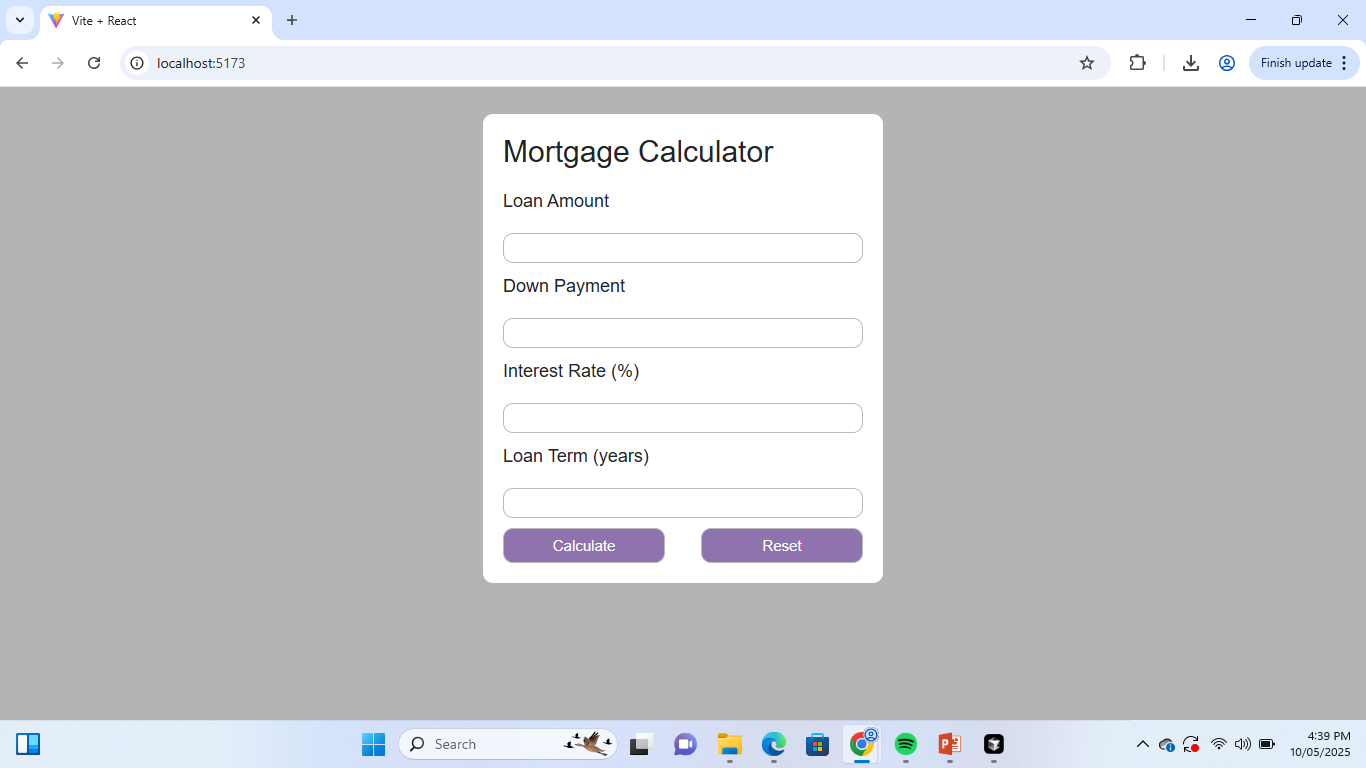 Vite + React
localhost:5173
Finish update
Mortgage Calculator
Loan Amount
Down Payment
Interest Rate (%)
Loan Term (years)
Calculate
Reset
Search
4:39 PM
10/05/2025